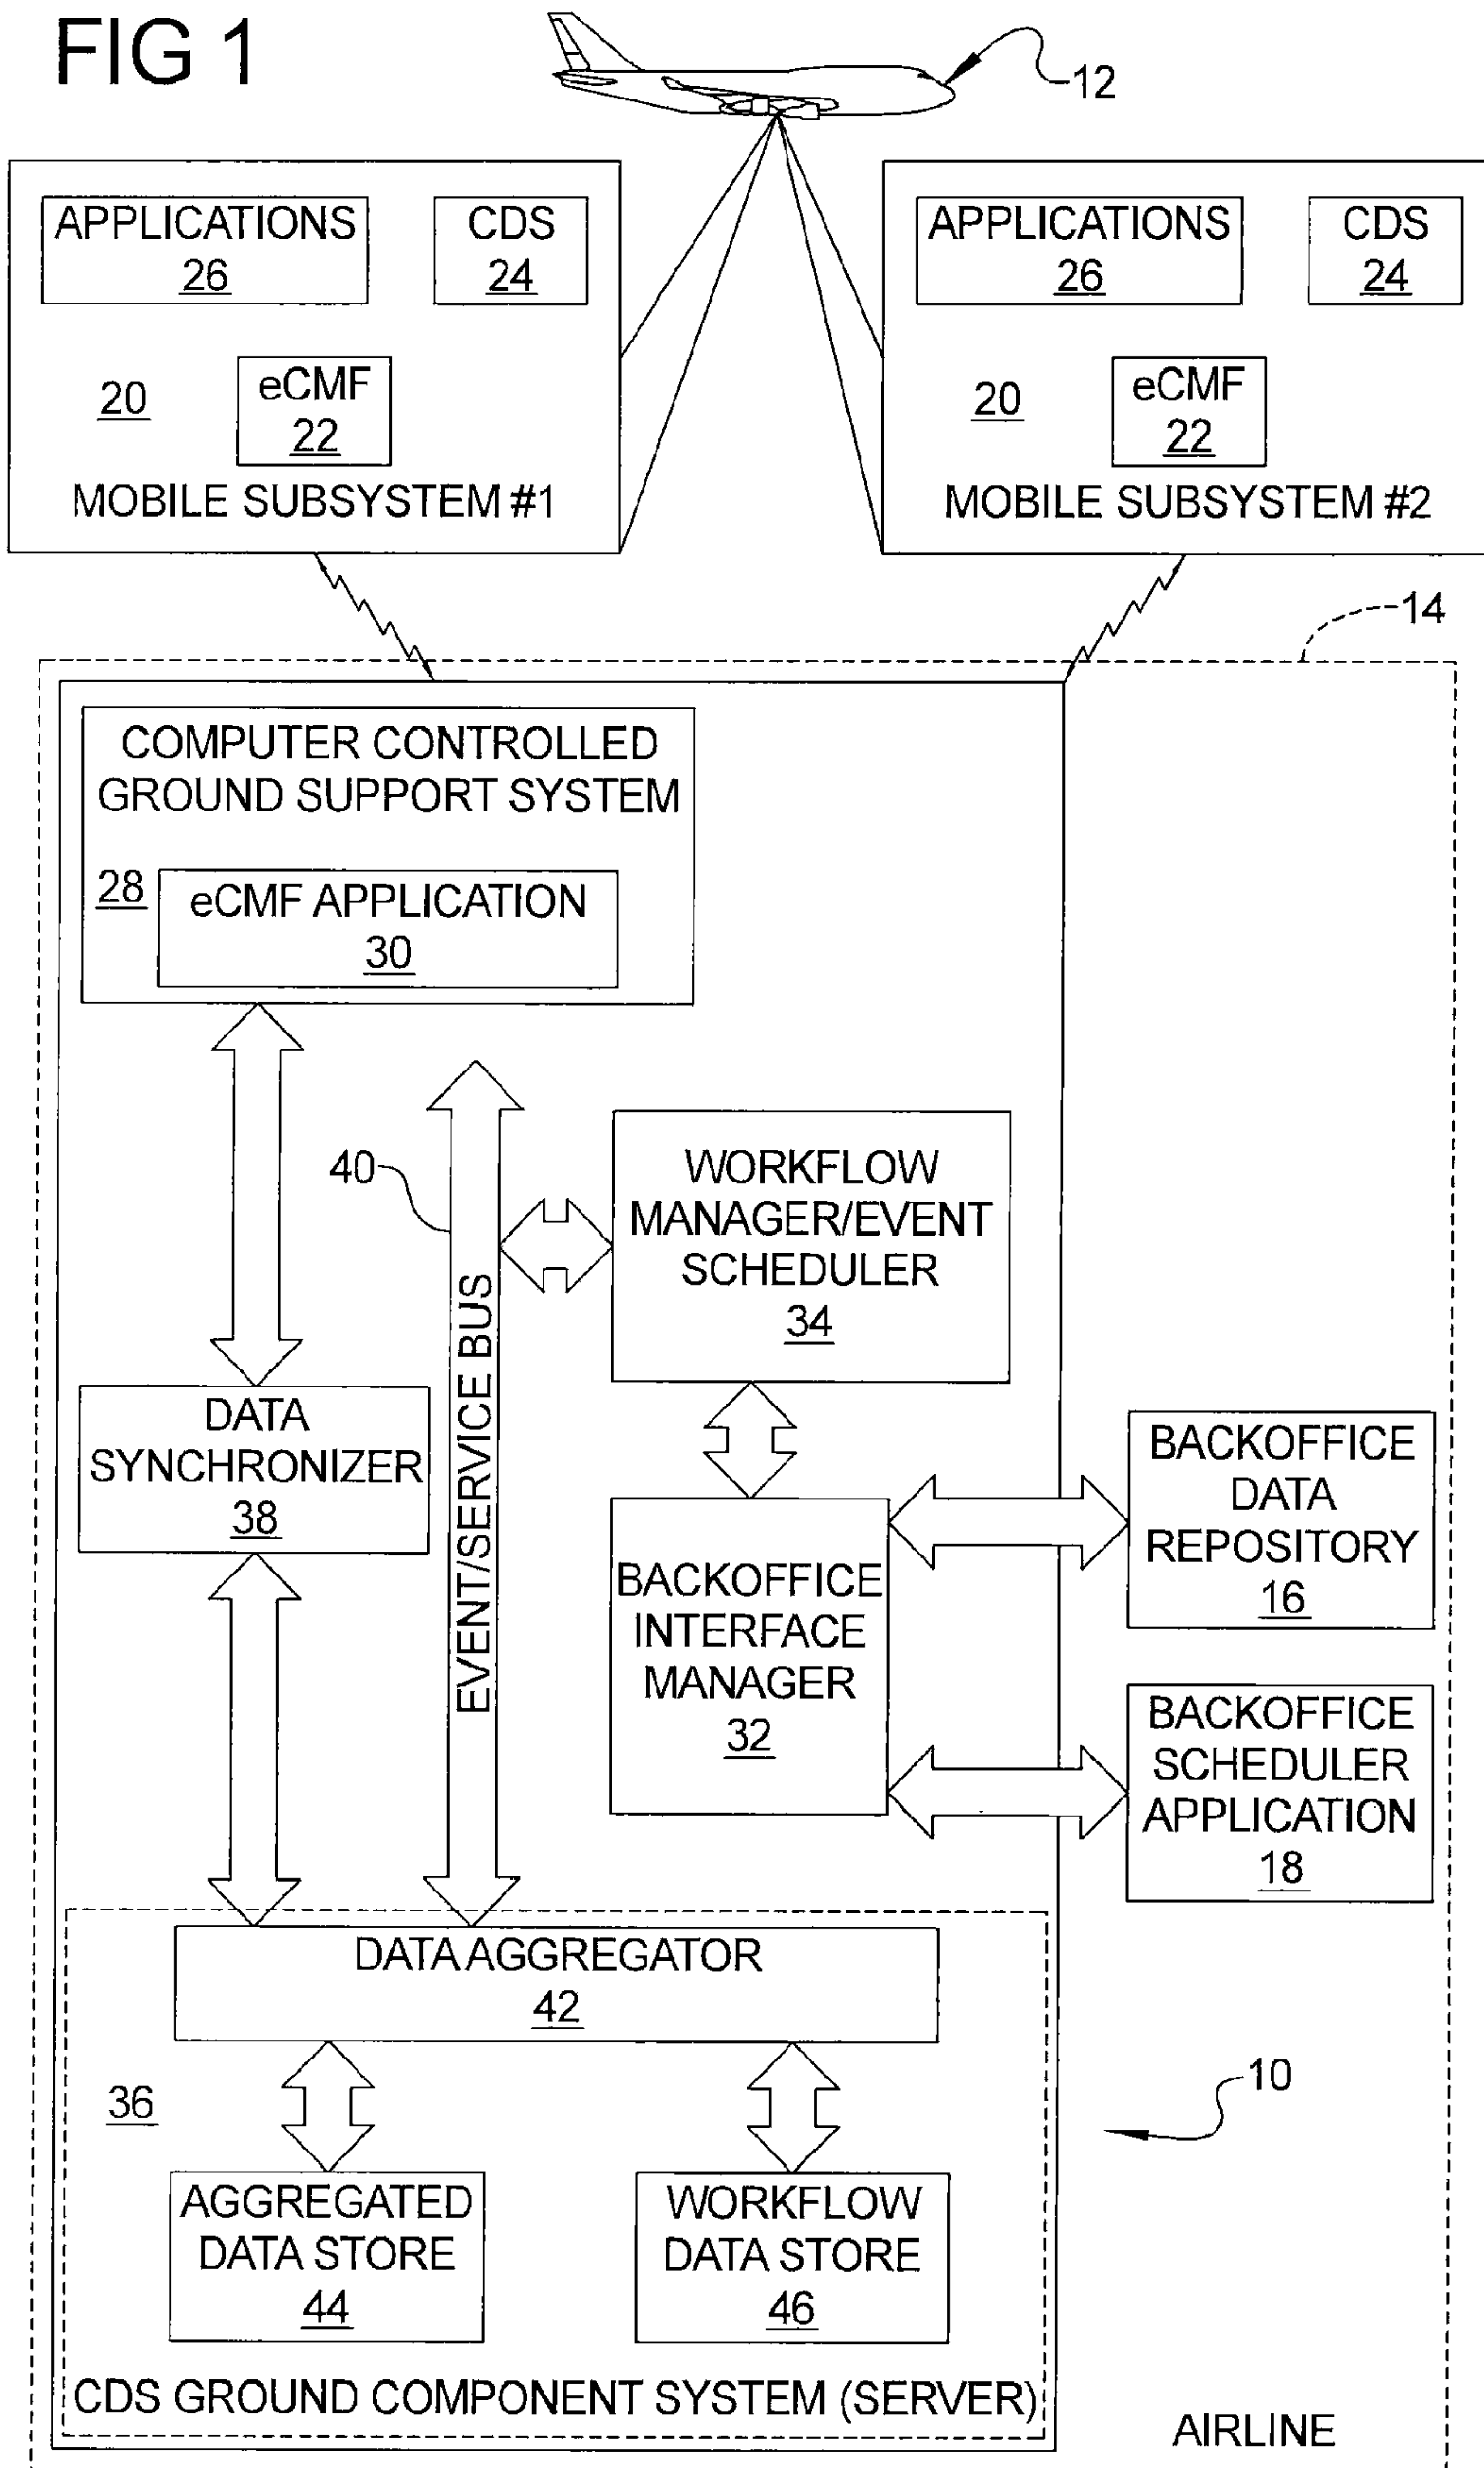 FIG 1
12
APPLICATIONS
26
CDS
24
20
eCMF
22
MOBILE SUBSYSTEM #1
APPLICATIONS
26
CDS
24
20
eCMF
22
MOBILE SUBSYSTEM #2
14
COMPUTER CONTROLLED
GROUND SUPPORT SYSTEM
28
eCMF APPLICATION
30
40
EVENT/SERVICE BUS
WORKFLOW
MANAGER/EVENT
SCHEDULER
34
DATA
SYNCHRONIZER
38
BACKOFFICE
INTERFACE
MANAGER
32
BACKOFFICE
DATA
REPOSITORY
16
BACKOFFICE
SCHEDULER
APPLICATION
18
DATA AGGREGATOR
42
36
10
AGGREGATED
DATA STORE
44
WORKFLOW
DATA STORE
46
CDS GROUND COMPONENT SYSTEM (SERVER)
AIRLINE